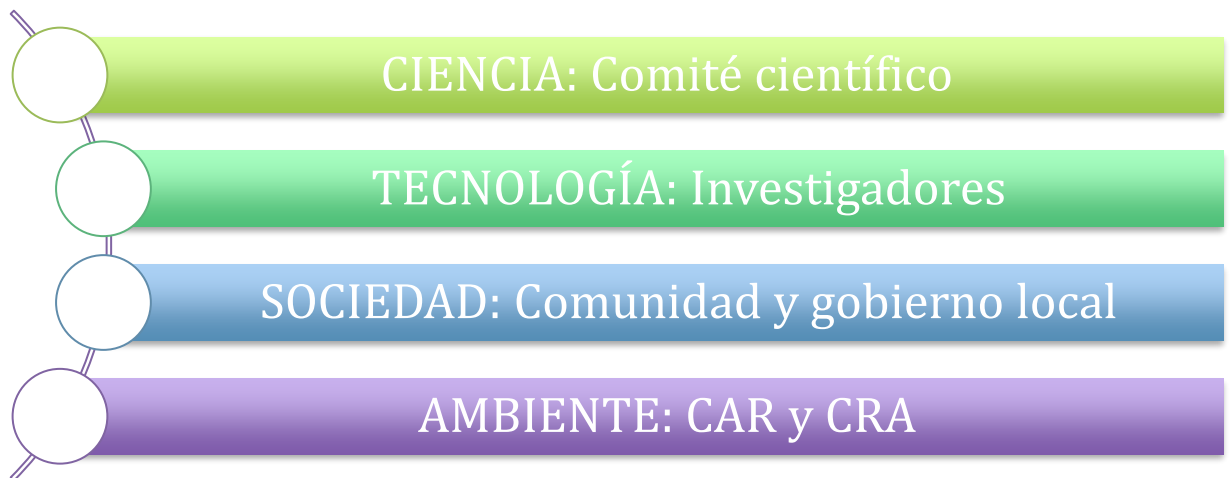 CIENCIA: Comité científico
TECNOLOGÍA: Investigadores
SOCIEDAD: Comunidad y gobierno local
AMBIENTE: CAR y CRA